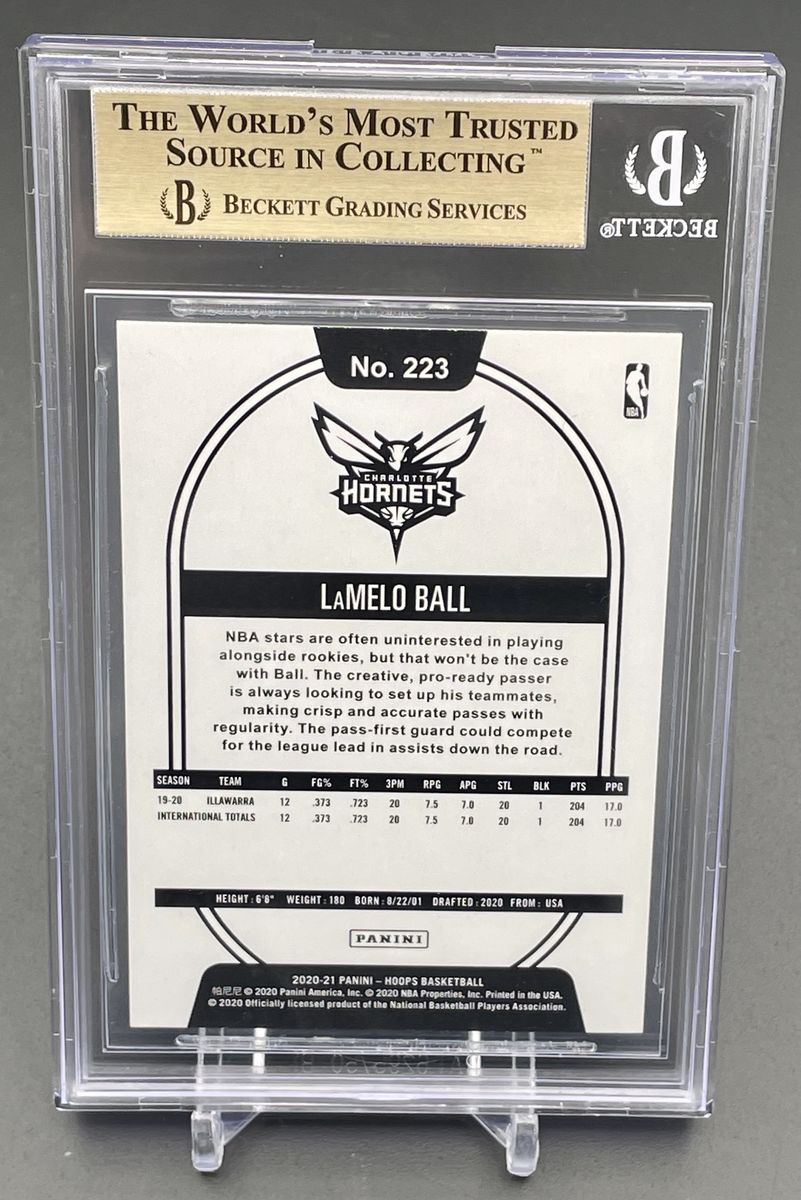 THE WORLD'S MOST TRUSTED
SOURCE IN COLLECTING™
B BECKETT GRADING SERVICES
B
BECKETT®
No. 223
NBA
CHARLOTTE
HORNETS
LaMELO BALL
NBA stars are often uninterested in playing
alongside rookies, but that won't be the case
with Ball. The creative, pro-ready passer
is always looking to set up his teammates,
making crisp and accurate passes with
regularity. The pass-first guard could compete
for the league lead in assists down the road.
SEASON TEAM G FG% FT% 3PM RPG APG STL BLK PTS PPG
19-20 ILLAWARRA 12 .373 .723 20 7.5 7.0 20 1 204 17.0
INTERNATIONAL TOTALS 12 .373 .723 20 7.5 7.0 20 1 204 17.0
HEIGHT: 6'8" WEIGHT: 180 BORN: 8/22/01 DRAFTED: 2020 FROM: USA
PANINI
2020-21 PANINI – HOOPS BASKETBALL
帕尼尼 © 2020 Panini America, Inc. © 2020 NBA Properties, Inc. Printed in the USA.
© 2020 Officially licensed product of the National Basketball Players Association.